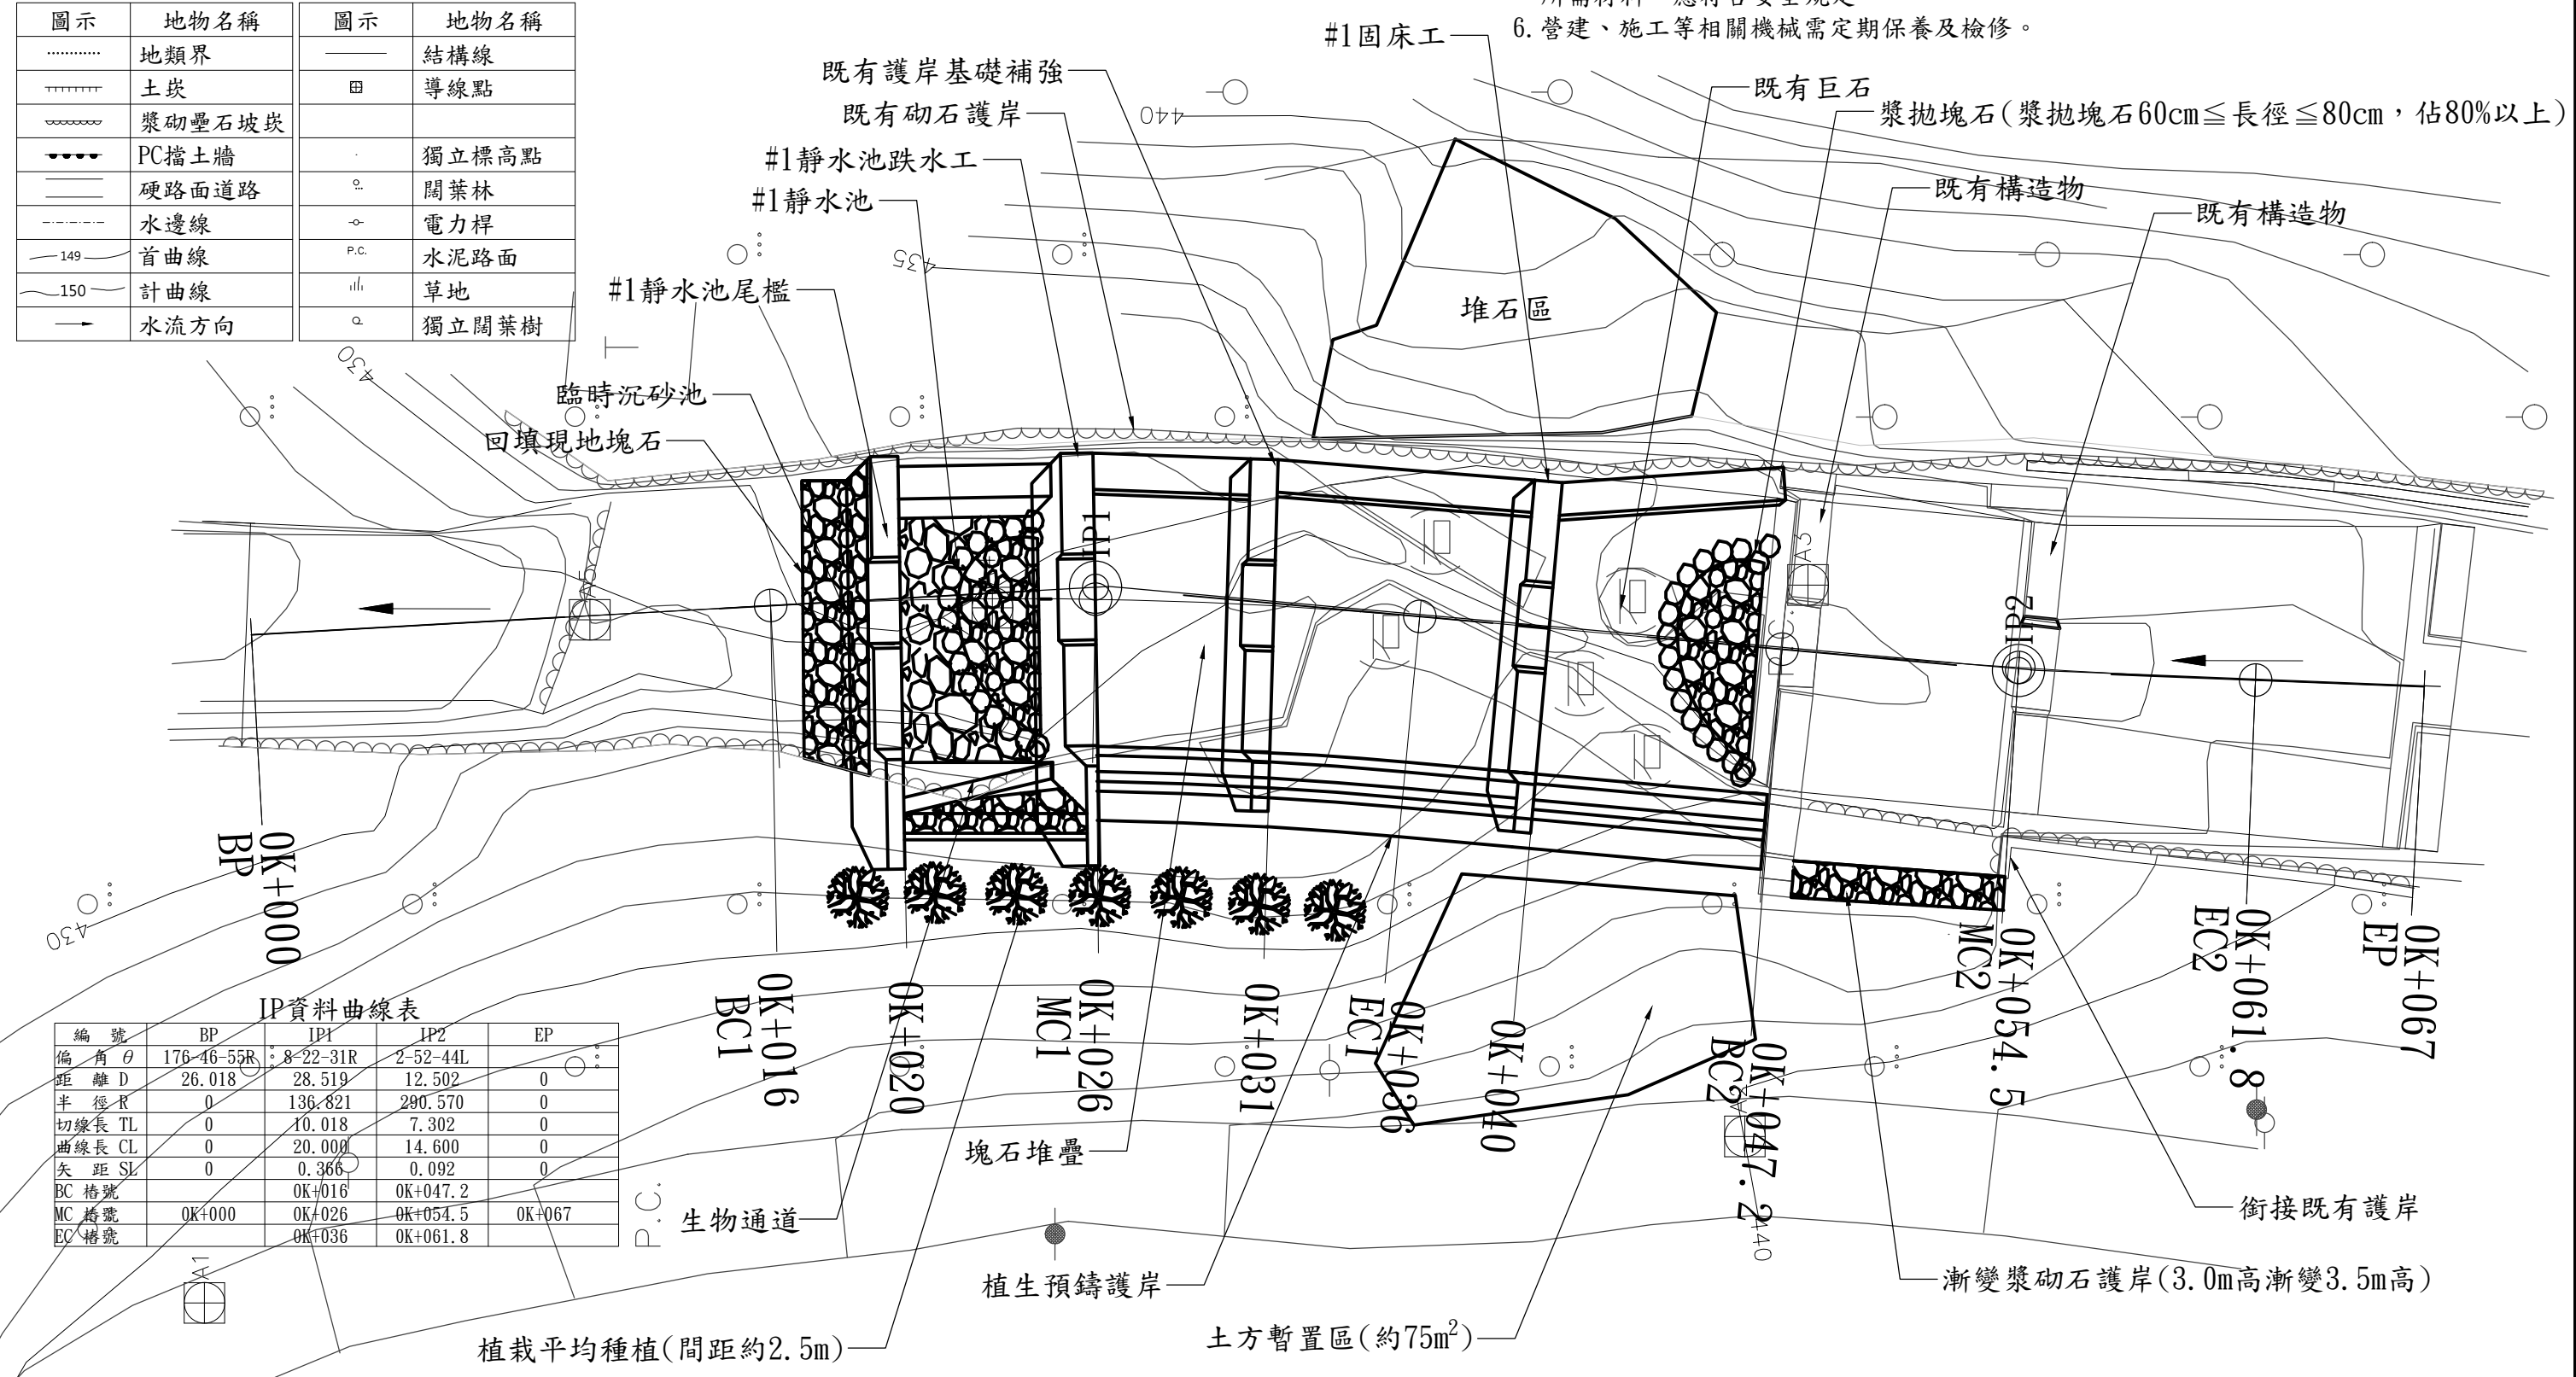 圖示 地物名稱 圖示 地物名稱
地類界 結構線
土崁 導線點
漿砌壘石坡崁
PC擋土牆 獨立標高點
硬路面道路 闊葉林
水邊線 電力桿
149 首曲線 P.C. 水泥路面
150 計曲線 草地
水流方向 獨立闊葉樹
6.營建、施工等相關機械需定期保養及檢修。
#1固床工
既有護岸基礎補強
既有巨石
既有砌石護岸
漿拋塊石(漿拋塊石60cm≦長徑≦80cm，佔80%以上)
#1靜水池跌水工
既有構造物
#1靜水池
既有構造物
440
435
#1靜水池尾檻
堆石區
430
臨時沉砂池
回填現地塊石
IP1
A3
IP2
430
BP
0K+000
BC1
0K+016
0K+020
MC1
0K+026
0K+031
EC1
0K+036
0K+040
BC2
0K+047.2
MC2
0K+054.5
EC2
0K+061.8
EP
0K+067
IP資料曲線表
編 號 BP IP1 IP2 EP
偏 角 θ 176-46-55R 8-22-31R 2-52-44L
距 離 D 26.018 28.519 12.502 0
半 徑 R 0 136.821 290.570 0
切線長 TL 0 10.018 7.302 0
曲線長 CL 0 20.000 14.600 0
矢 距 SL 0 0.366 0.092 0
BC 樁號 0K+016 0K+047.2
MC 樁號 0K+000 0K+026 0K+054.5 0K+067
EC 樁號 0K+036 0K+061.8
塊石堆疊
P.C.
生物通道
銜接既有護岸
440
A1
植生預鑄護岸
漸變漿砌石護岸(3.0m高漸變3.5m高)
植栽平均種植(間距約2.5m)
土方暫置區(約75m²)